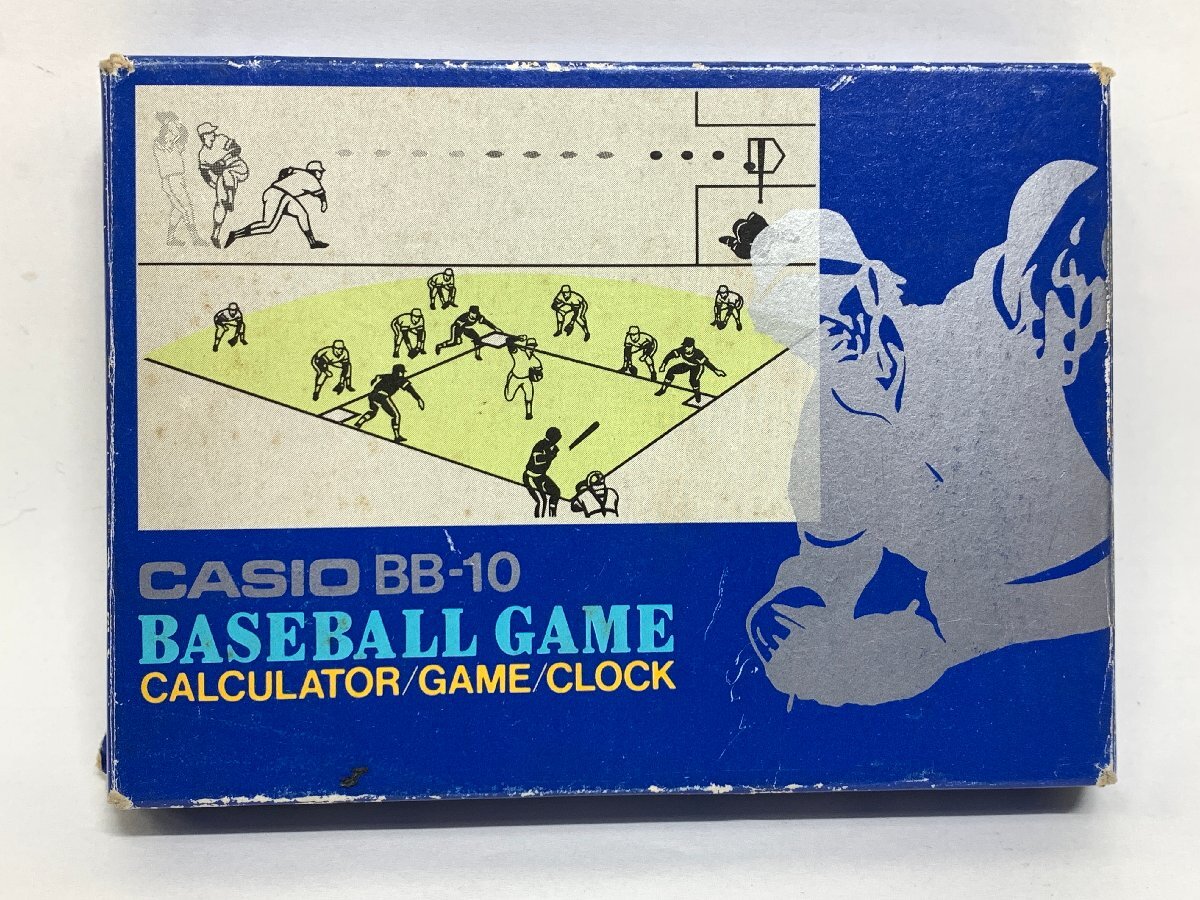 CASIO BB-10
BASEBALL GAME
CALCULATOR/GAME/CLOCK